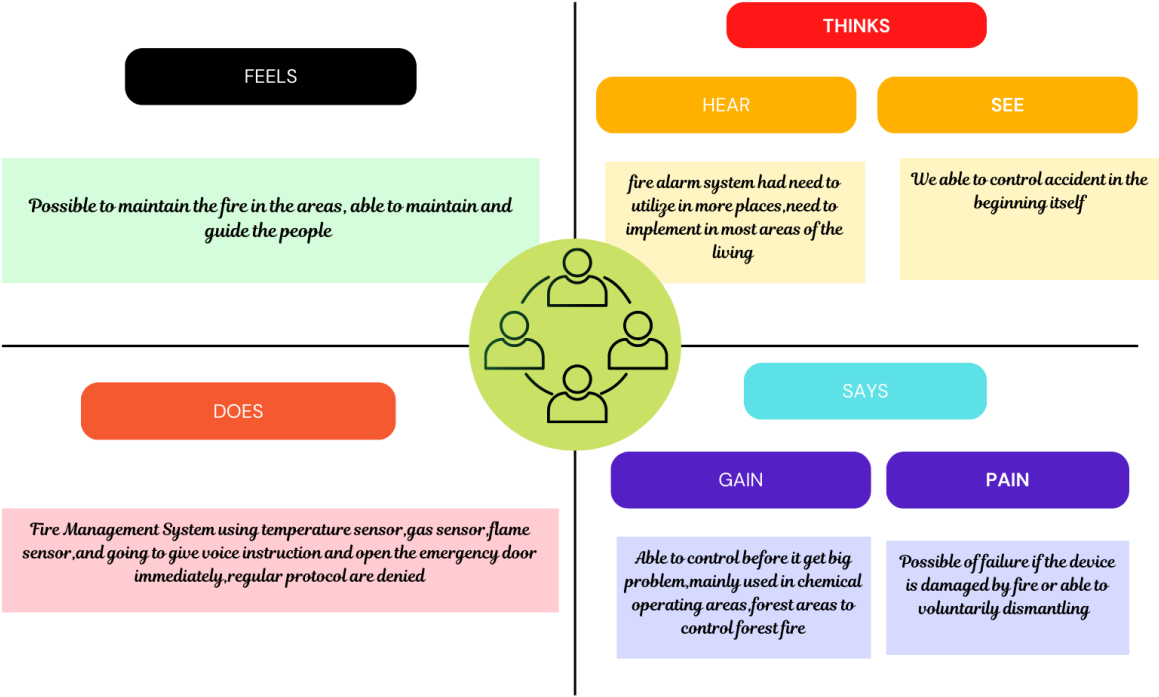 FEELS
Possible to maintain the fire in the areas, able to maintain and
guide the people
THINKS
HEAR
SEE
fire alarm system had need to
utilize in more places,need to
implement in most areas of the
living
We able to control accident in the
beginning itself
DOES
Fire Management System using temperature sensor,gas sensor,flame
sensor,and going to give voice instruction and open the emergency door
immediately,regular protocol are denied
SAYS
GAIN
PAIN
Able to control before it get big
problem,mainly used in chemical
operating areas,forest areas to
control forest fire
Possible of failure if the device
is damaged by fire or able to
voluntarily dismantling